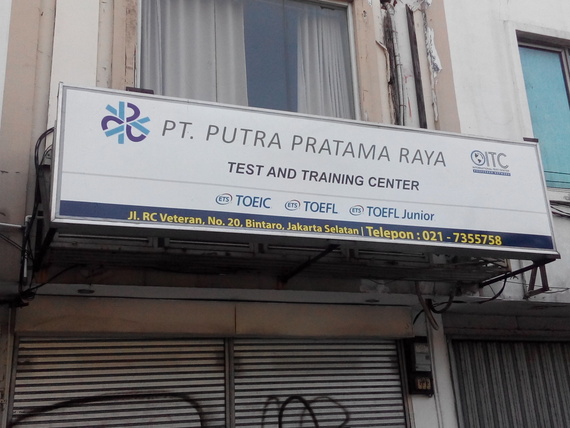 PT. PUTRA PRATAMA RAYA
ITC
TEST AND TRAINING CENTER
ETS TOEIC ETS TOEFL ETS TOEFL Junior
Jl. RC Veteran, No. 20, Bintaro, Jakarta Selatan | Telepon : 021 - 7355758